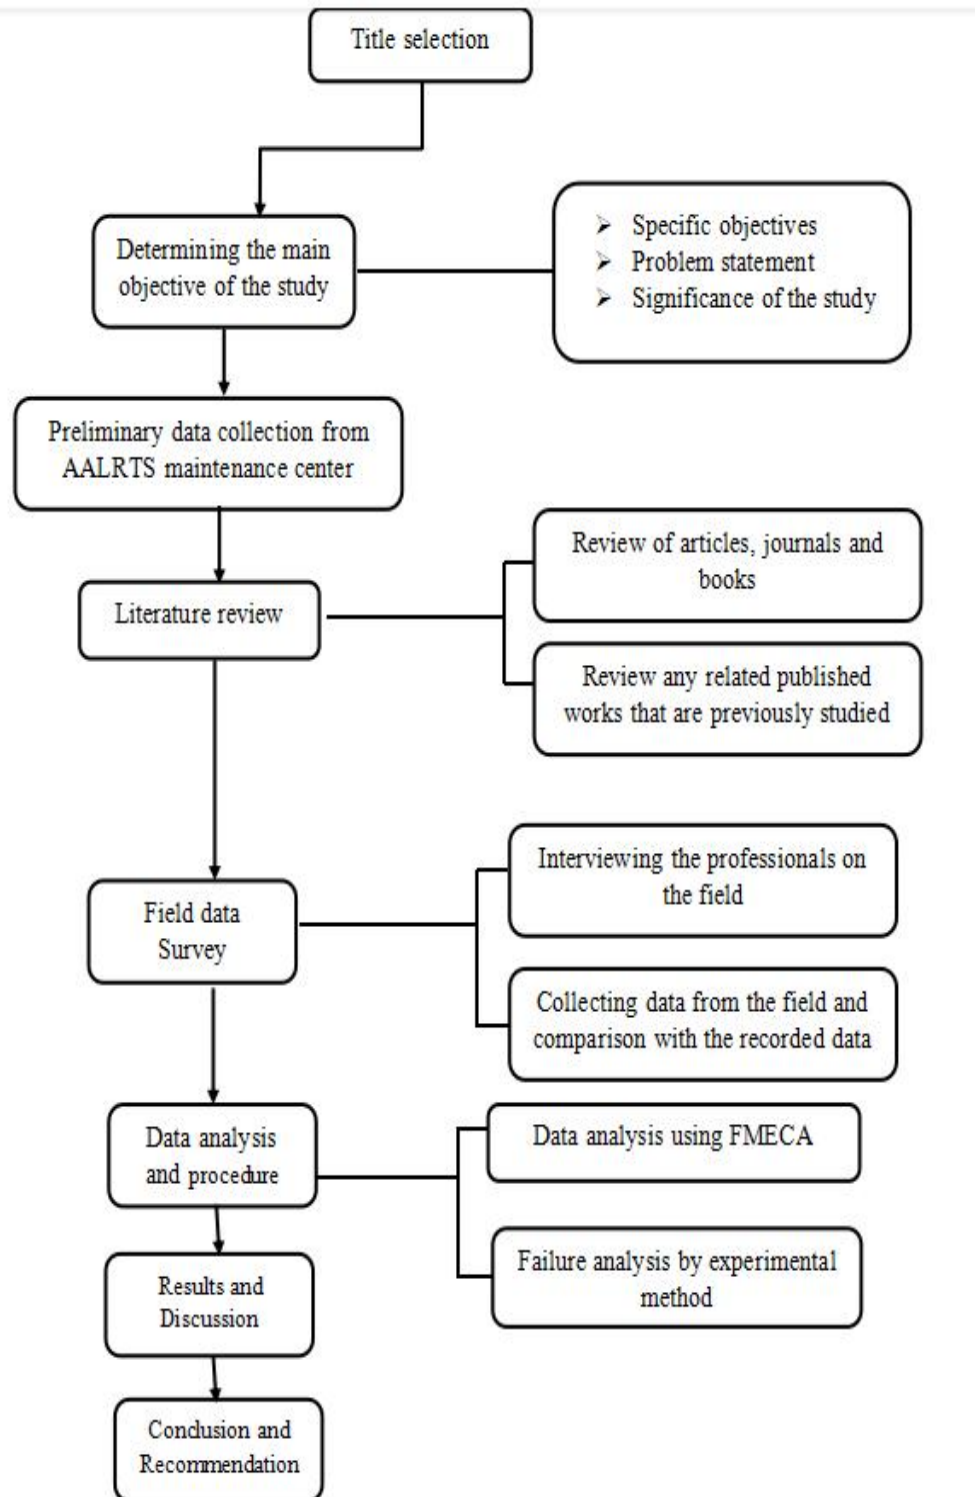 Title selection
Determining the main
objective of the study
➢ Specific objectives
➢ Problem statement
➢ Significance of the study
Preliminary data collection from
AALRTS maintenance center
Literature review
Review of articles, journals and
books
Review any related published
works that are previously studied
Field data
Survey
Interviewing the professionals on
the field
Collecting data from the field and
comparison with the recorded data
Data analysis
and procedure
Data analysis using FMECA
Failure analysis by experimental
method
Results and
Discussion
Conclusion and
Recommendation